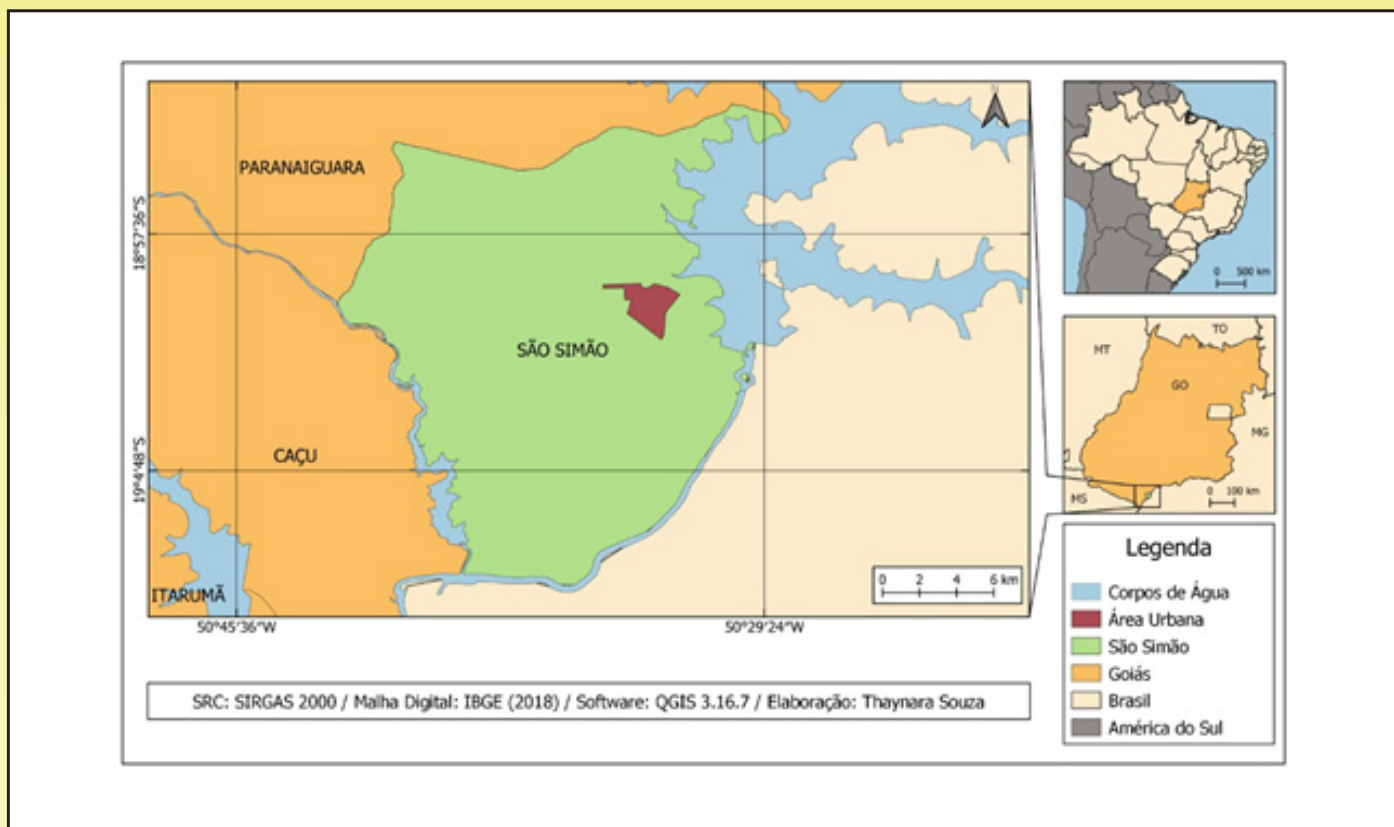 PARANAIGUARA
SÃO SIMÃO
CAÇU
ITARUMÃ
18°57'36"S
19°4'48"S
50°45'36"W
50°29'24"W
N
0 2 4 6 km
0 500 km
TO
MT
GO
MG
MS
0 100 km
Legenda
Corpos de Água
Área Urbana
São Simão
Goiás
Brasil
América do Sul
SRC: SIRGAS 2000 / Malha Digital: IBGE (2018) / Software: QGIS 3.16.7 / Elaboração: Thaynara Souza